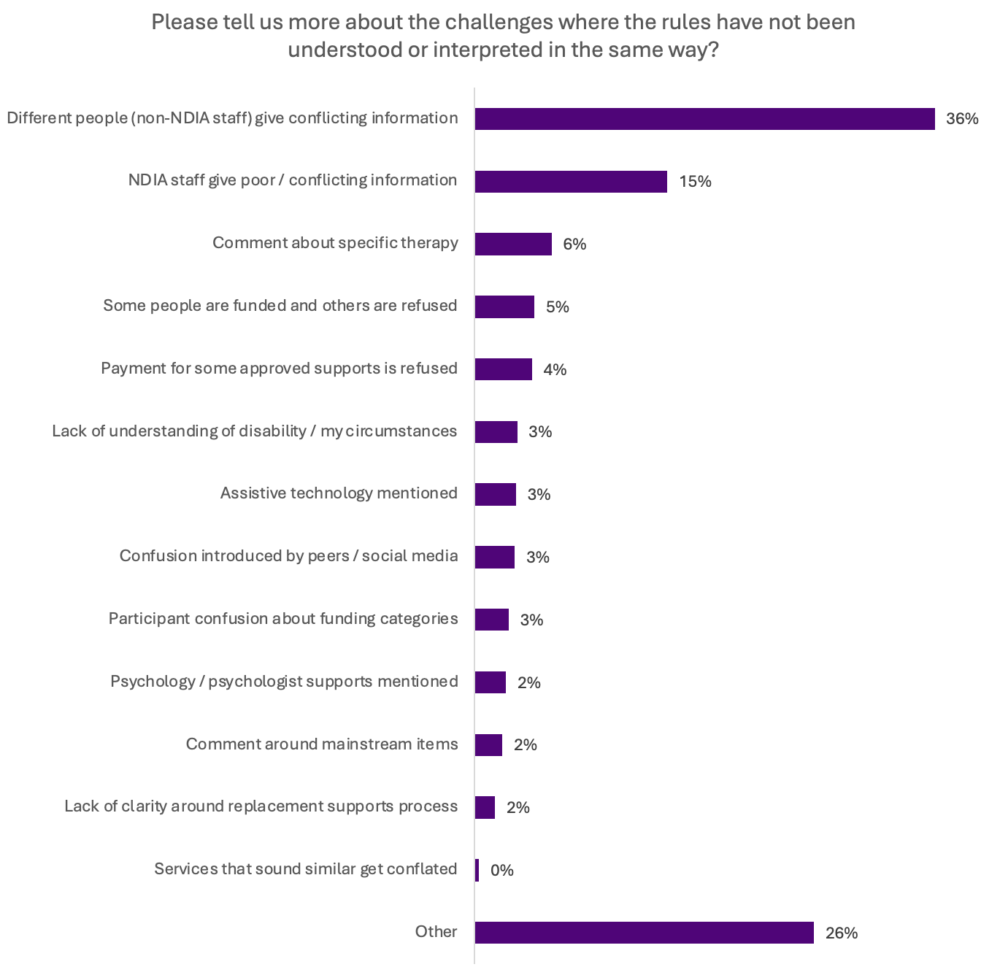 Please tell us more about the challenges where the rules have not been
understood or interpreted in the same way?
Different people (non-NDIA staff) give conflicting information 36%
NDIA staff give poor / conflicting information 15%
Comment about specific therapy 6%
Some people are funded and others are refused 5%
Payment for some approved supports is refused 4%
Lack of understanding of disability / my circumstances 3%
Assistive technology mentioned 3%
Confusion introduced by peers / social media 3%
Participant confusion about funding categories 3%
Psychology / psychologist supports mentioned 2%
Comment around mainstream items 2%
Lack of clarity around replacement supports process 2%
Services that sound similar get conflated 0%
Other 26%